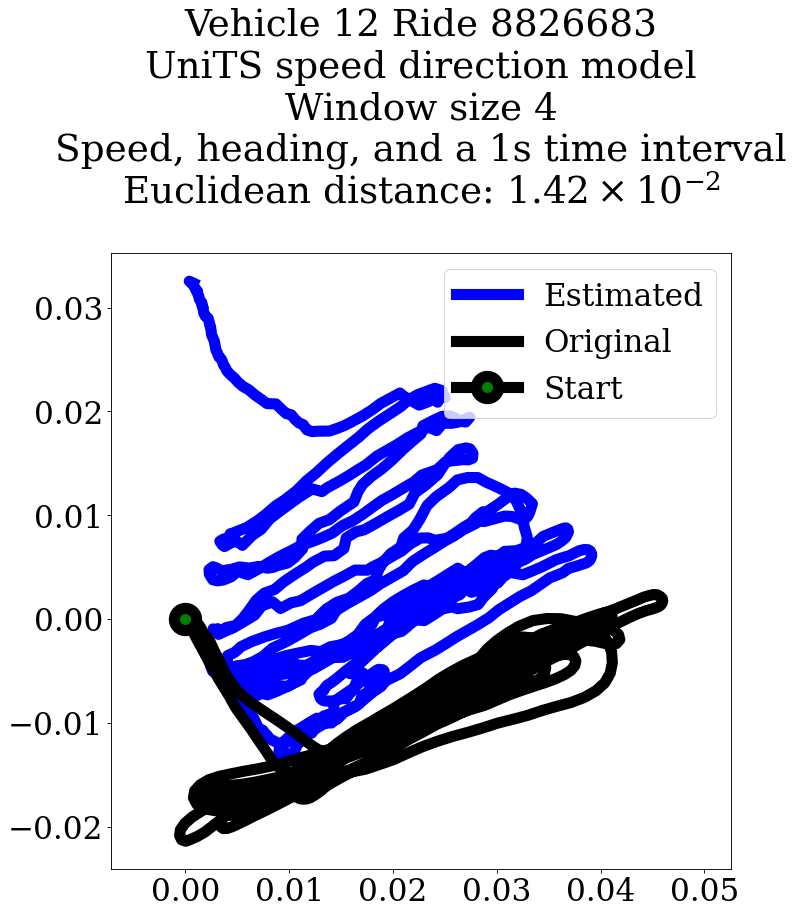 Vehicle 12 Ride 8826683
UniTS speed direction model
Window size 4
Speed, heading, and a 1s time interval
Euclidean distance: 1.42 × 10⁻²
Estimated
Original
Start
0.03
0.02
0.01
0.00
−0.01
−0.02
0.00 0.01 0.02 0.03 0.04 0.05